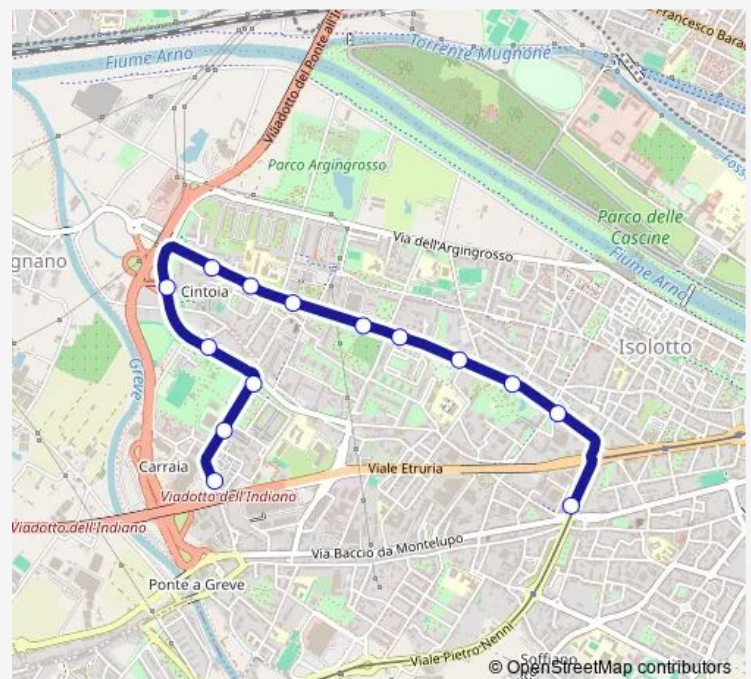 Francesco Bara
Fiume Arno
Torrente Mugnone
Viadotto del Ponte all'I
Foss
Parco Argingrosso
Parco delle
Cascine
Via dell'Argingrosso
gnano
Fiume Arno
Cintoia
Isolotto
Greve
Carraia
Viale Etruria
Viadotto dell'Indiano
Viadotto dell'Indiano
Via Baccio da Montelupo
Ponte a Greve
Viale Pietro Nenni
Soffiano
© OpenStreetMap contributors